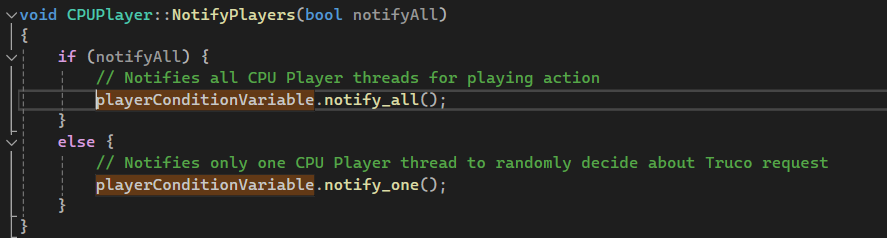 void CPUPlayer::NotifyPlayers(bool notifyAll)
{
    if (notifyAll) {
        // Notifies all CPU Player threads for playing action
        playerConditionVariable.notify_all();
    }
    else {
        // Notifies only one CPU Player thread to randomly decide about Truco request
        playerConditionVariable.notify_one();
    }
}